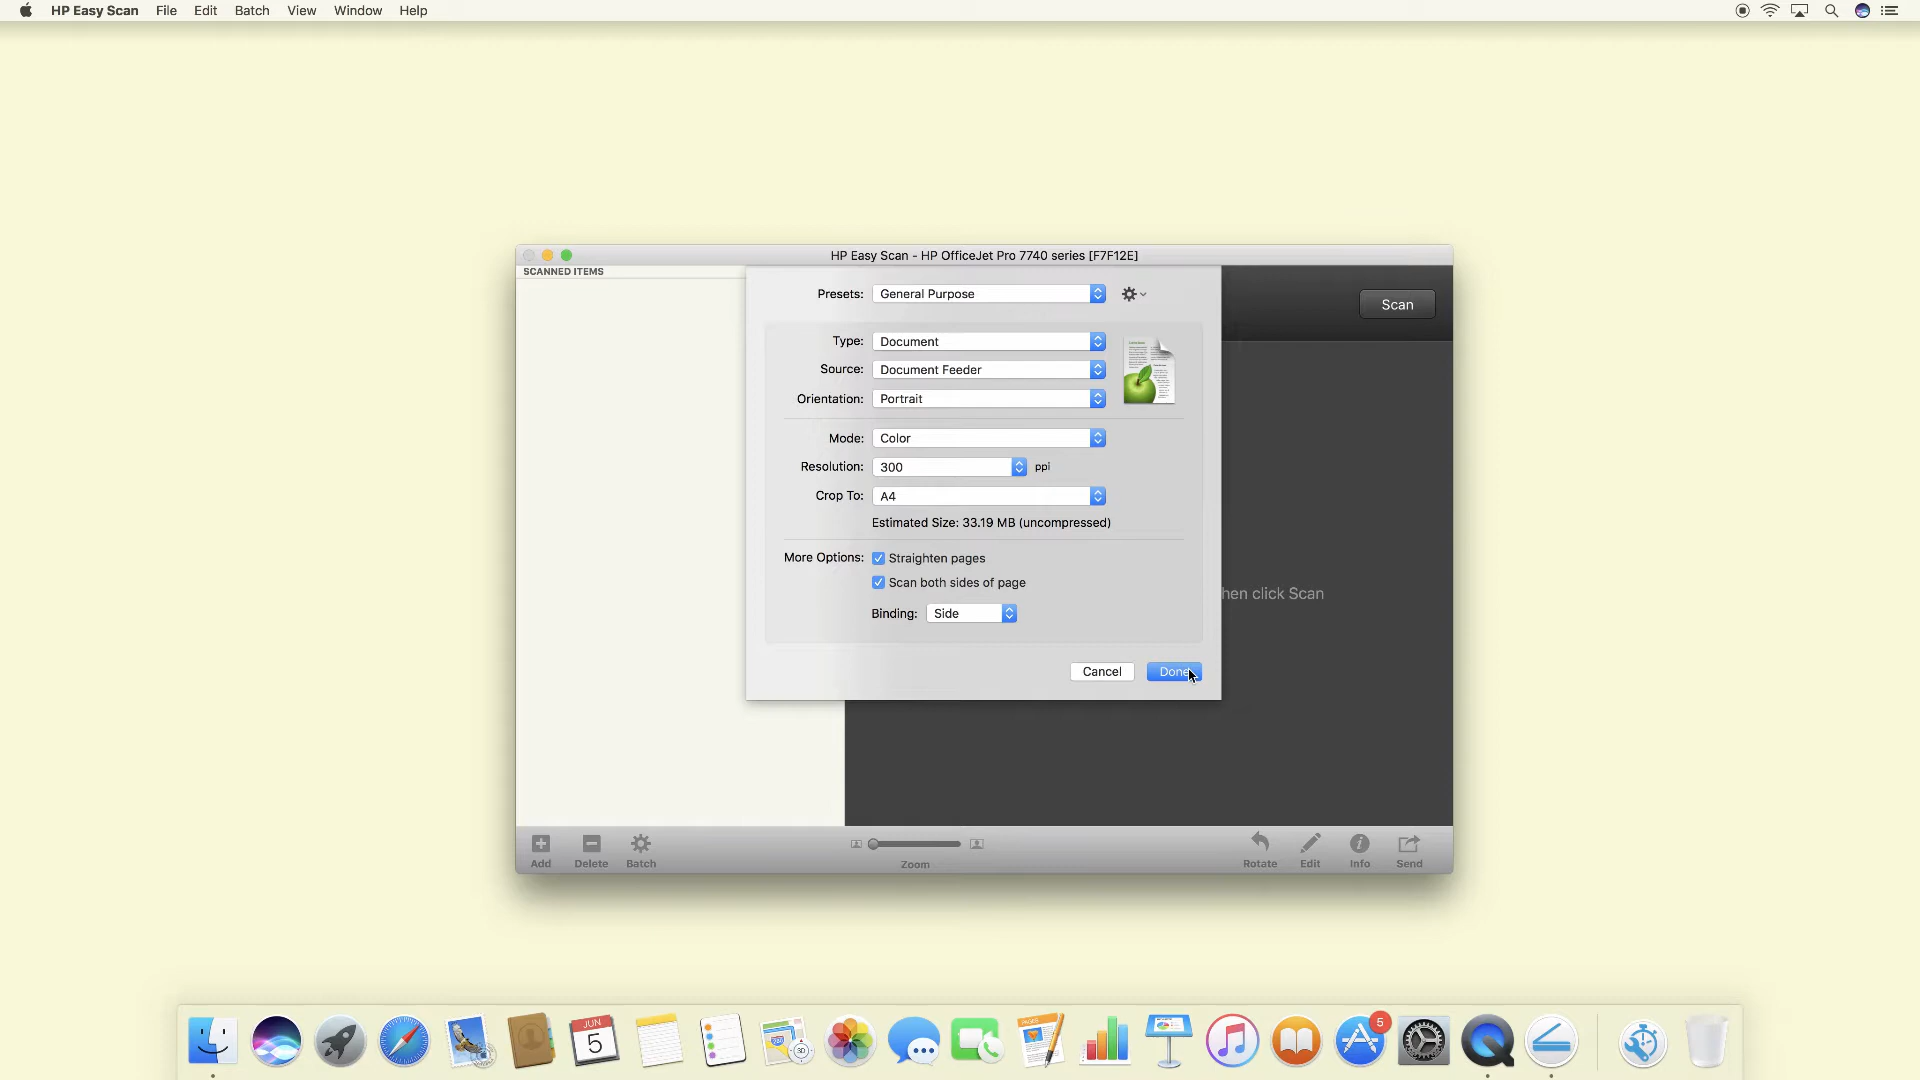 HP Easy Scan File Edit Batch View Window Help
HP Easy Scan - HP OfficeJet Pro 7740 series [F7F12E]
SCANNED ITEMS
Presets: General Purpose
Scan
Type: Document
Source: Document Feeder
Orientation: Portrait
Mode: Color
Resolution: 300 ppi
Crop To: A4
Estimated Size: 33.19 MB (uncompressed)
More Options: Straighten pages
Scan both sides of page
hen click Scan
Binding: Side
Cancel Done
Add Delete Batch Zoom Rotate Edit Info Send
JUN
5
5